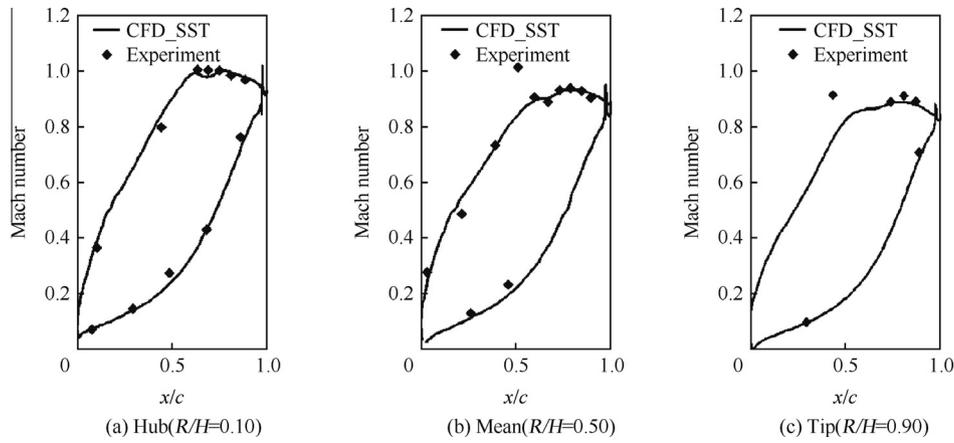 1.2
CFD_SST
Experiment
1.0
0.8
0.6
0.4
0.2
0
0.5
1.0
Mach number
x/c
(a) Hub(R/H=0.10)
1.2
CFD_SST
Experiment
1.0
0.8
0.6
0.4
0.2
0
0.5
1.0
Mach number
x/c
(b) Mean(R/H=0.50)
1.2
CFD_SST
Experiment
1.0
0.8
0.6
0.4
0.2
0
0.5
1.0
Mach number
x/c
(c) Tip(R/H=0.90)